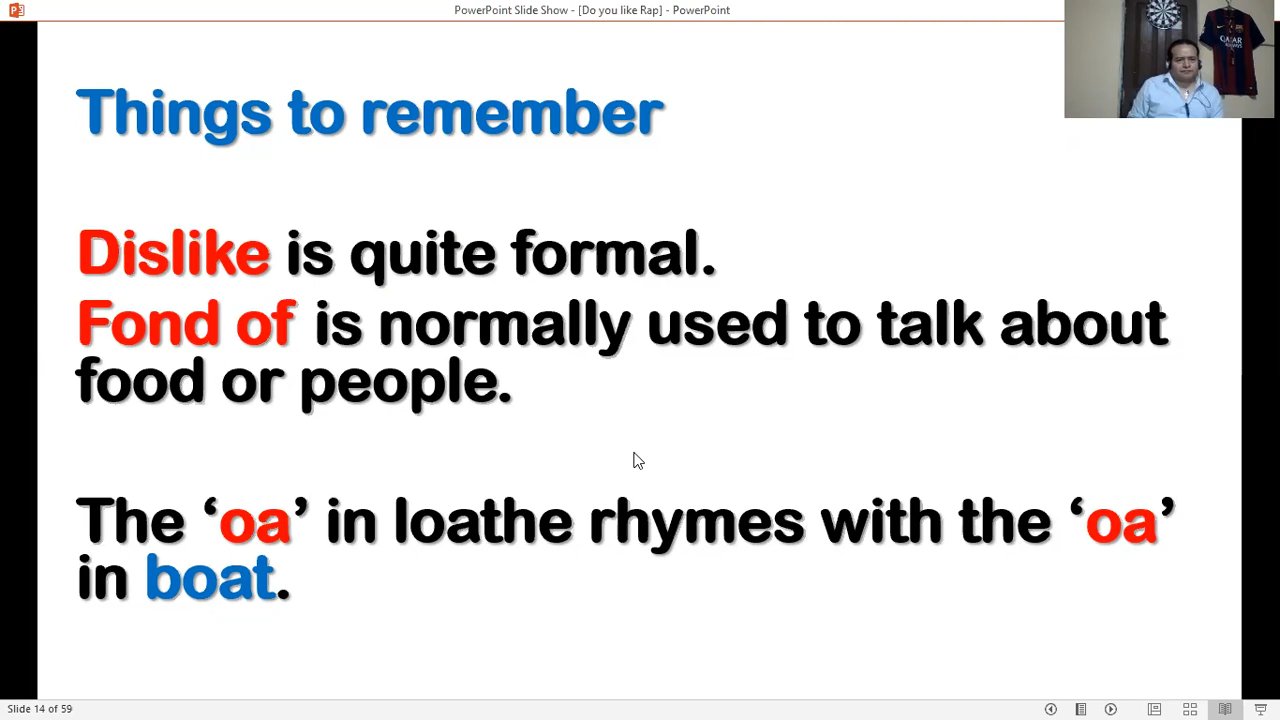 PowerPoint Slide Show - [Do you like Rap] - PowerPoint
QATAR
AIRWAYS
Things to remember
Dislike is quite formal.
Fond of is normally used to talk about
food or people.
The ‘oa’ in loathe rhymes with the ‘oa’
in boat.
Slide 14 of 59